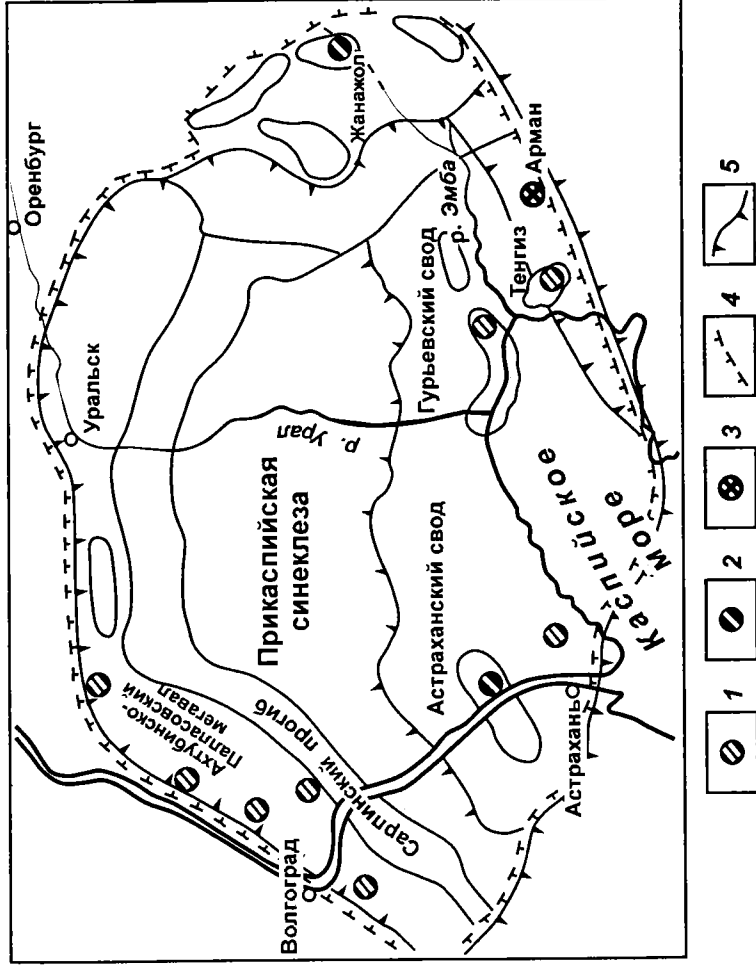 Оренбург
Уральск
Жанажол
Ахтубинско-
Палласовский
мегавал
Прикаспийская
синеклеза
р. Урал
Гурьевский свод
р. Эмба
Арман
Тенгиз
Волгоград
Сарпинский прогиб
Астраханский свод
Астрахань
Каспийское
море
1
2
3
4
5